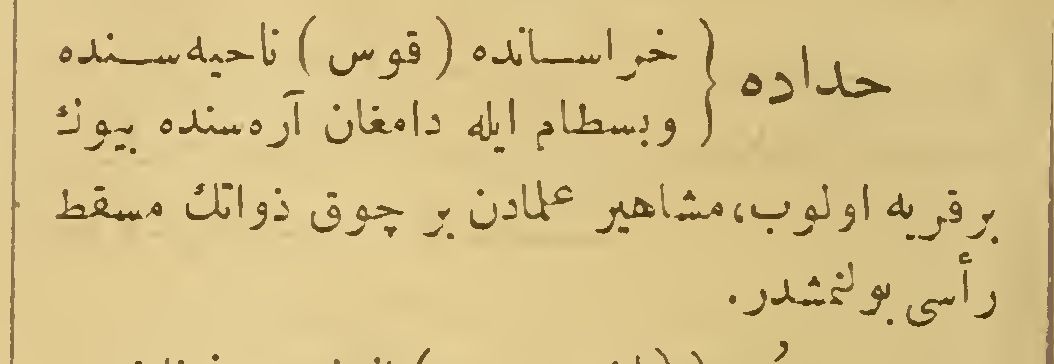 حداده { خراسانده ( قوس ) ناحیه‌سنده
وبسطام ایله دامغان آره‌سنده بیوك
برقریه اولوب، مشاهیر علمادن بر چوق ذواتك مسقط
رأسی بولنمشدر.